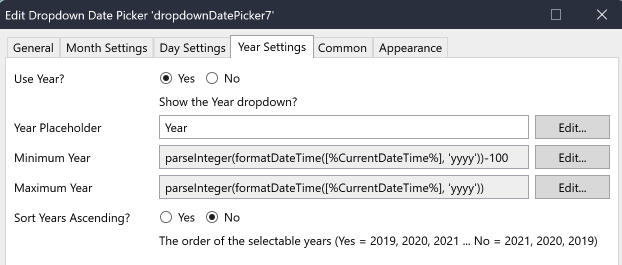 Edit Dropdown Date Picker 'dropdownDatePicker7'
General Month Settings Day Settings Year Settings Common Appearance
Use Year? Yes No
Show the Year dropdown?
Year Placeholder Year Edit...
Minimum Year parseInteger(formatDateTime([%CurrentDateTime%], 'yyyy'))-100 Edit...
Maximum Year parseInteger(formatDateTime([%CurrentDateTime%], 'yyyy')) Edit...
Sort Years Ascending? Yes No
The order of the selectable years (Yes = 2019, 2020, 2021 ... No = 2021, 2020, 2019)